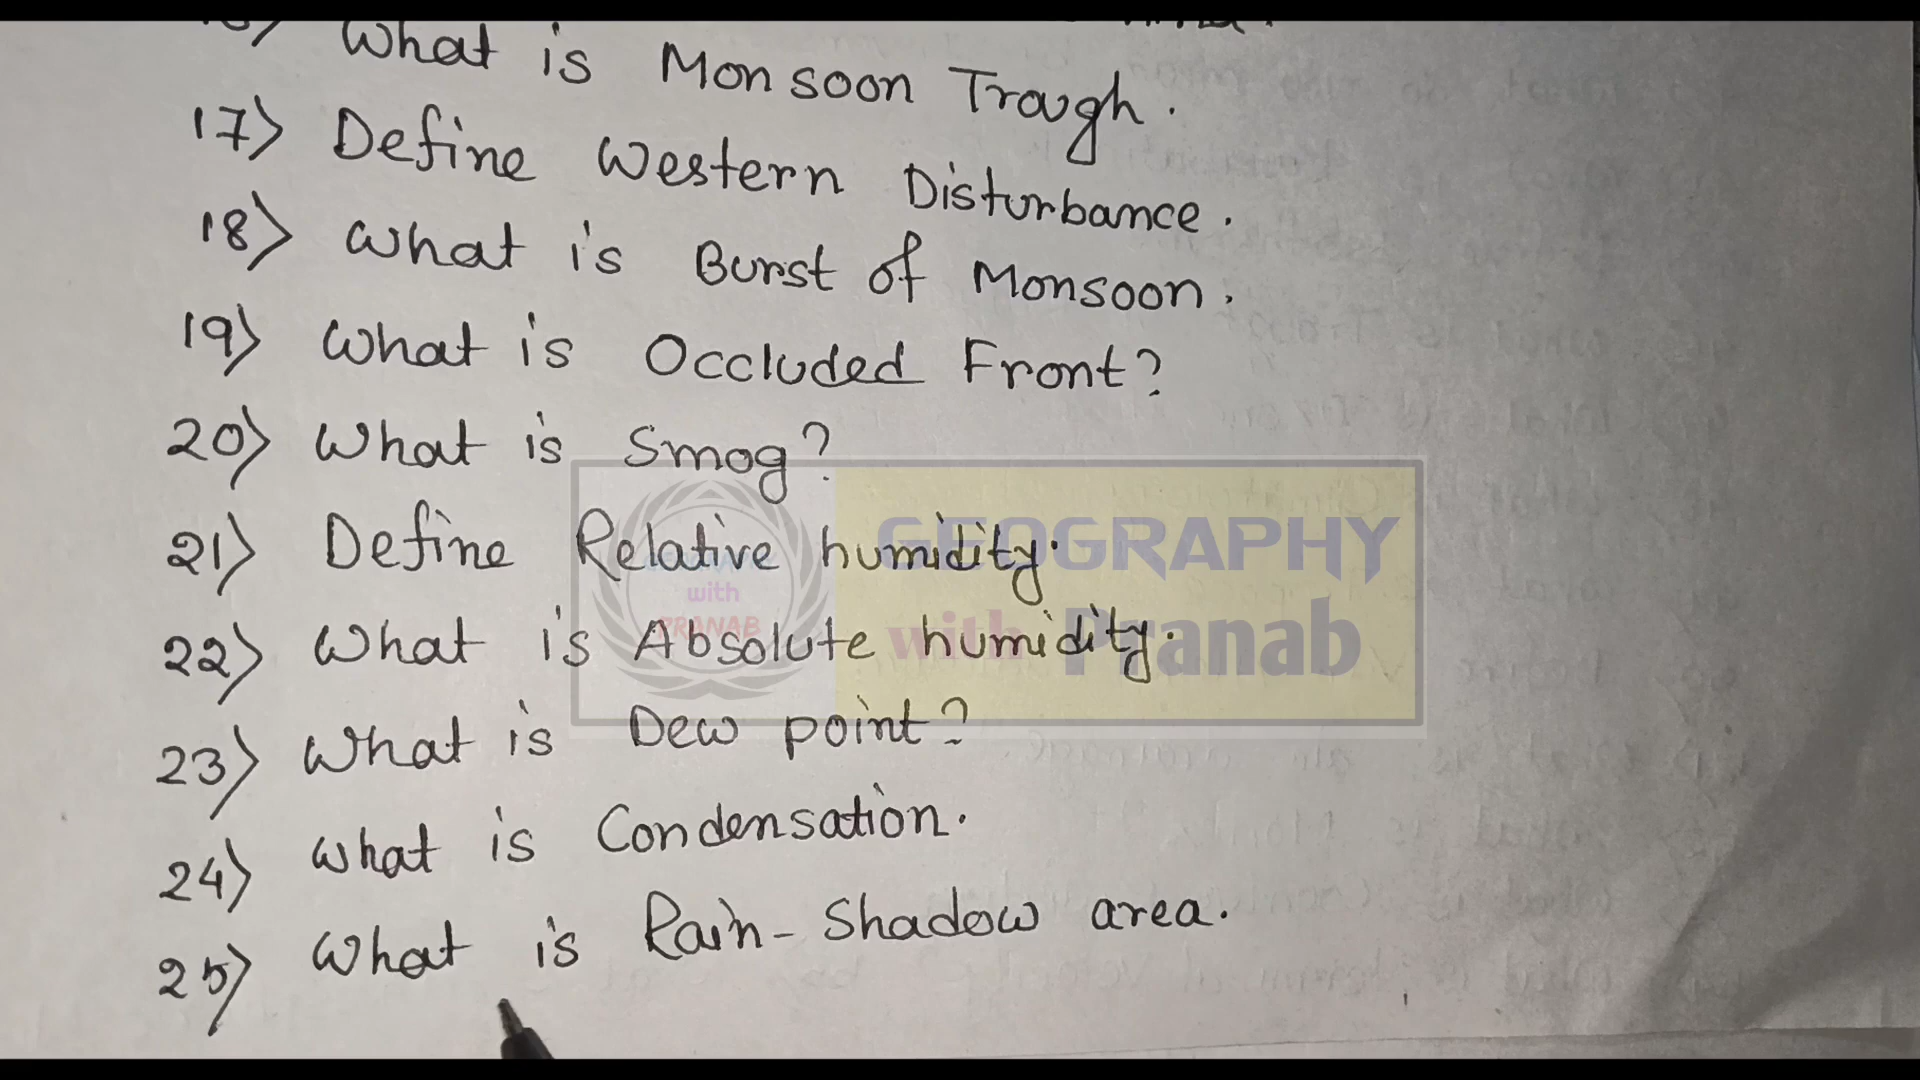 What is Monsoon Trough.
17) Define Western Disturbance.
18) What is Burst of Monsoon.
19) What is Occluded Front?
20) What is Smog?
21) Define Relative humidity.
22) What is Absolute humidity.
23) What is Dew point?
24) What is Condensation.
25) What is Rain-Shadow area.
GEOGRAPHY
with Pranab
with
PRANAB